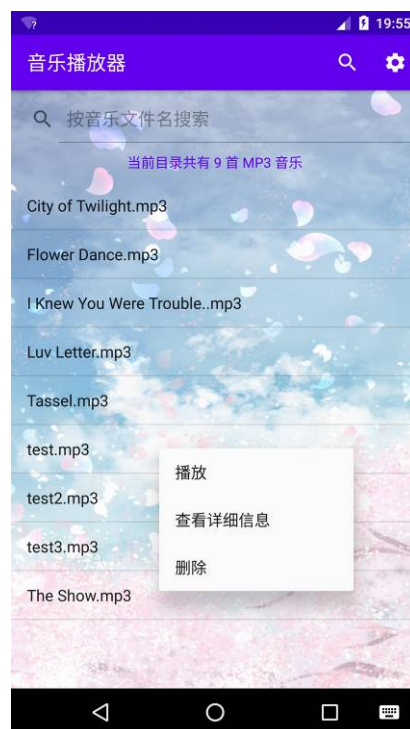 19:55
音乐播放器
按音乐文件名搜索
当前目录共有 9 首 MP3 音乐
City of Twilight.mp3
Flower Dance.mp3
I Knew You Were Trouble..mp3
Luv Letter.mp3
Tassel.mp3
test.mp3
播放
test2.mp3
查看详细信息
test3.mp3
删除
The Show.mp3